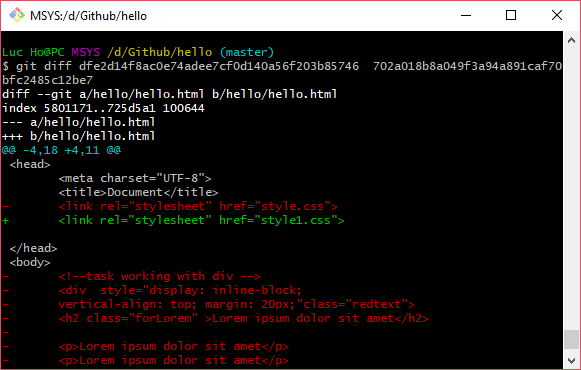 MSYS:/d/Github/hello
Luc Ho@PC MSYS /d/Github/hello (master)
$ git diff dfe2d14f8ac0e74adee7cf0d140a56f203b85746  702a018b8a049f3a94a891caf70
bfc2485c12be7
diff --git a/hello/hello.html b/hello/hello.html
index 5801171..725d5a1 100644
--- a/hello/hello.html
+++ b/hello/hello.html
@@ -4,18 +4,11 @@
 <head>
        <meta charset="UTF-8">
        <title>Document</title>
-       <link rel="stylesheet" href="style.css">
+       <link rel="stylesheet" href="style1.css">
 </head>
 <body>
-       <!--task working with div -->
-       <div  style="display: inline-block;
-       vertical-align: top; margin: 20px;"class="redtext">
-       <h2 class="forLorem" >Lorem ipsum dolor sit amet</h2>
-
-       <p>Lorem ipsum dolor sit amet</p>
-       <p>Lorem ipsum dolor sit amet</p>